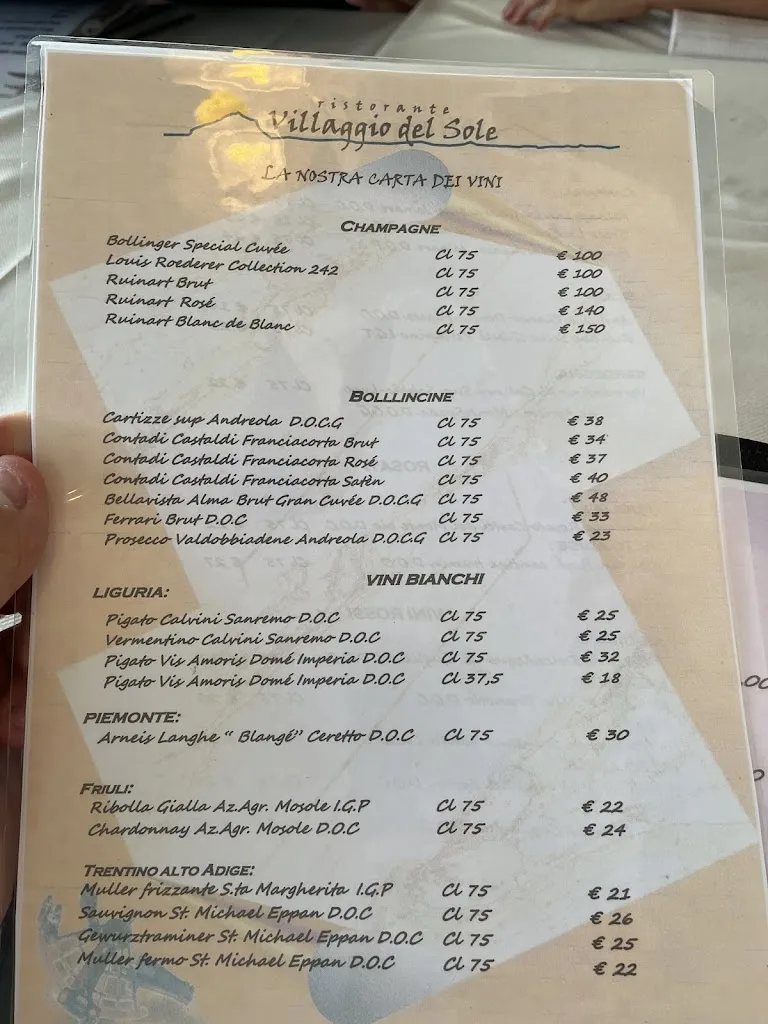 ristorante
Villaggio del Sole
LA NOSTRA CARTA DEI VINI
CHAMPAGNE
Bollinger Special Cuvée Cl 75 € 100
Louis Roederer Collection 242 Cl 75 € 100
Ruinart Brut Cl 75 € 100
Ruinart Rosé Cl 75 € 140
Ruinart Blanc de Blanc Cl 75 € 150
BOLLLINCINE
Cartizze sup Andreola D.O.C.G Cl 75 € 38
Contadi Castaldi Franciacorta Brut Cl 75 € 34
Contadi Castaldi Franciacorta Rosé Cl 75 € 37
Contadi Castaldi Franciacorta Satèn Cl 75 € 40
Bellavista Alma Brut Gran Cuvée D.O.C.G Cl 75 € 48
Ferrari Brut D.O.C Cl 75 € 33
Prosecco Valdobbiadene Andreola D.O.C.G Cl 75 € 23
VINI BIANCHI
LIGURIA:
Pigato Calvini Sanremo D.O.C Cl 75 € 25
Vermentino Calvini Sanremo D.O.C Cl 75 € 25
Pigato Vis Amoris Domé Imperia D.O.C Cl 75 € 32
Pigato Vis Amoris Domé Imperia D.O.C Cl 37,5 € 18
PIEMONTE:
Arneis Langhe “ Blangé” Ceretto D.O.C Cl 75 € 30
FRIULI:
Ribolla Gialla Az.Agr. Mosole I.G.P Cl 75 € 22
Chardonnay Az.Agr. Mosole D.O.C Cl 75 € 24
TRENTINO ALTO ADIGE:
Muller frizzante S.ta Margherita I.G.P Cl 75 € 21
Sauvignon St. Michael Eppan D.O.C Cl 75 € 26
Gewurztraminer St. Michael Eppan D.O.C Cl 75 € 25
Muller fermo St. Michael Eppan D.O.C Cl 75 € 22